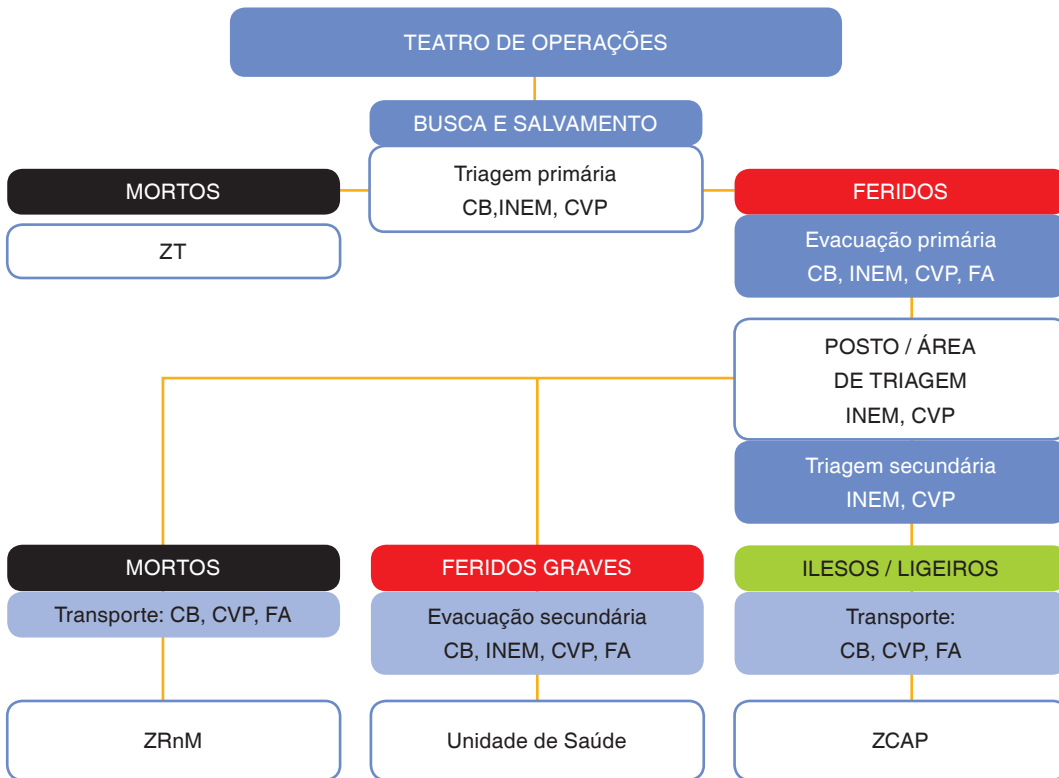 TEATRO DE OPERAÇÕES
BUSCA E SALVAMENTO
Triagem primária
CB,INEM, CVP
MORTOS
ZT
FERIDOS
Evacuação primária
CB, INEM, CVP, FA
POSTO / ÁREA
DE TRIAGEM
INEM, CVP
Triagem secundária
INEM, CVP
MORTOS
Transporte: CB, CVP, FA
ZRnM
FERIDOS GRAVES
Evacuação secundária
CB, INEM, CVP, FA
Unidade de Saúde
ILESOS / LIGEIROS
Transporte:
CB, CVP, FA
ZCAP